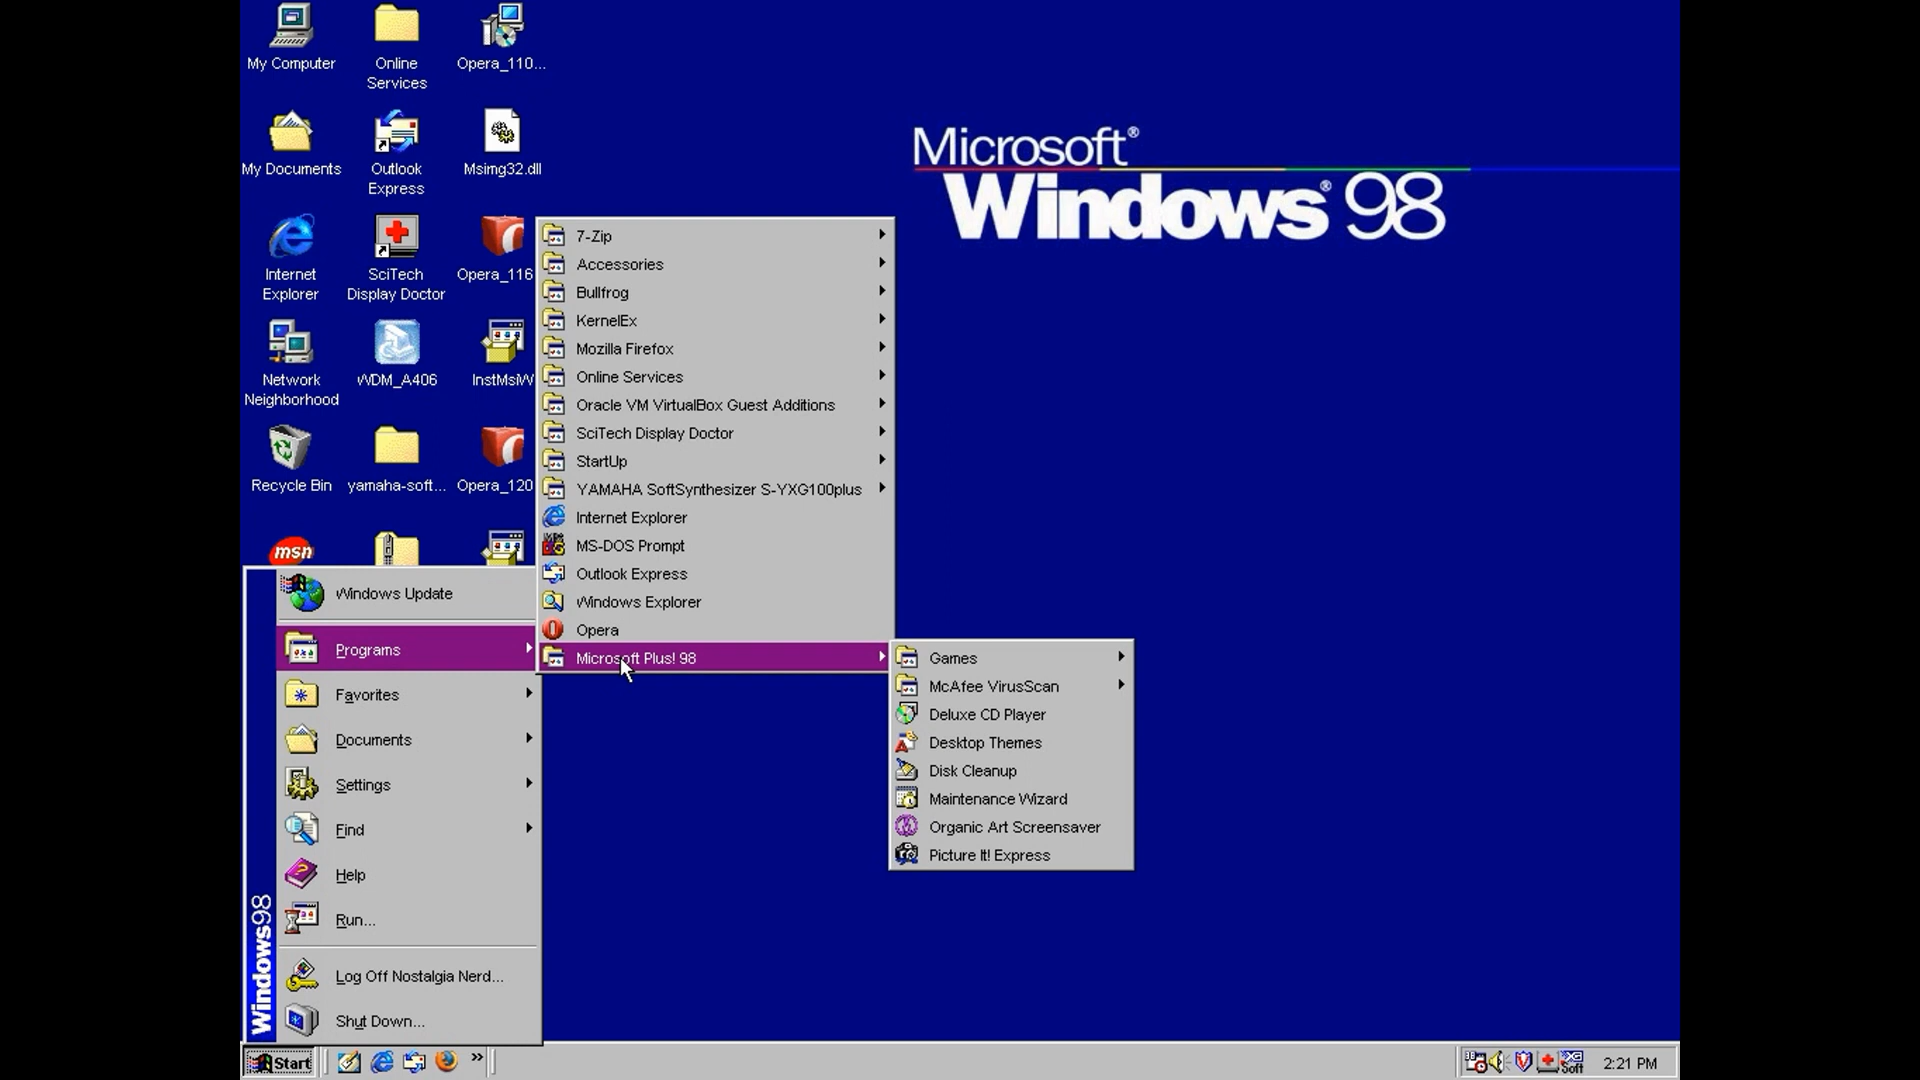 My Computer
Online
Services
Opera_110...
My Documents
Outlook
Express
Msimg32.dll
Internet
Explorer
SciTech
Display Doctor
Opera_116
Network
Neighborhood
WDM_A406
InstMsiW
Recycle Bin
yamaha-soft...
Opera_120
msn
Microsoft®
Windows® 98
7-Zip
Accessories
Bullfrog
KernelEx
Mozilla Firefox
Online Services
Oracle VM VirtualBox Guest Additions
SciTech Display Doctor
StartUp
YAMAHA SoftSynthesizer S-YXG100plus
Internet Explorer
MS-DOS Prompt
Outlook Express
Windows Explorer
Opera
Microsoft Plus! 98
Games
McAfee VirusScan
Deluxe CD Player
Desktop Themes
Disk Cleanup
Maintenance Wizard
Organic Art Screensaver
Picture It! Express
Windows Update
Programs
Favorites
Documents
Settings
Find
Help
Run...
Log Off Nostalgia Nerd...
Shut Down...
Windows98
Start
XG
Soft
2:21 PM